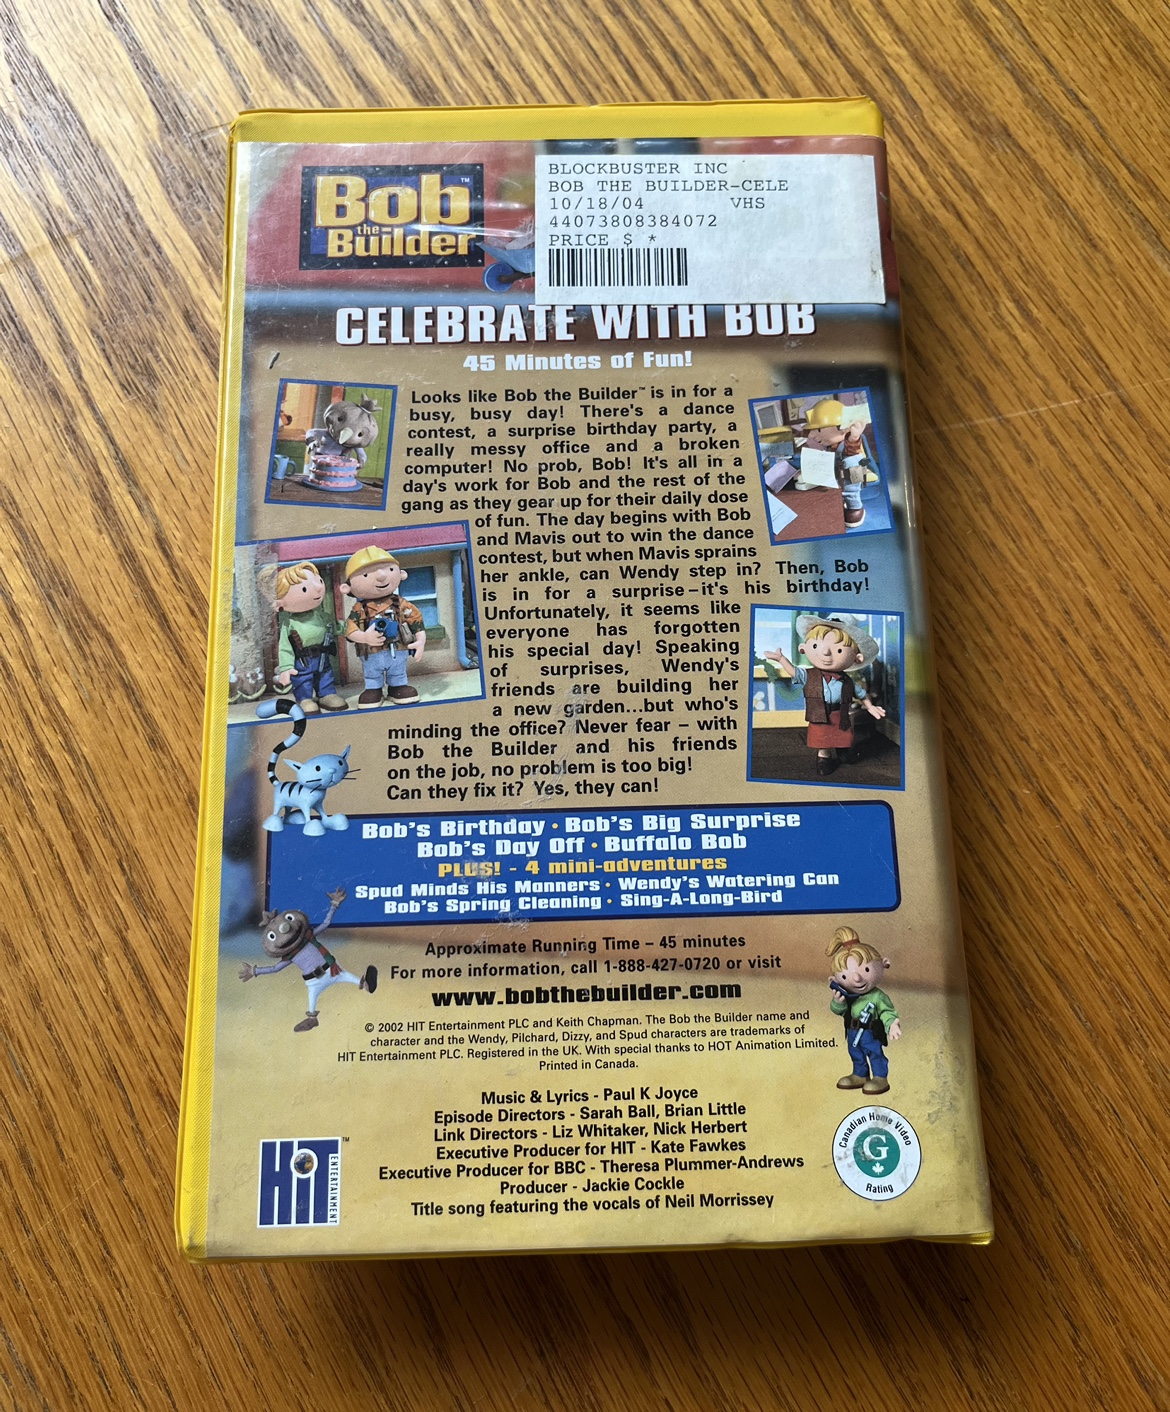 Bob
the
Builder™
BLOCKBUSTER INC
BOB THE BUILDER-CELE
10/18/04 VHS
44073808384072
PRICE $ *
CELEBRATE WITH BOB
45 Minutes of Fun!
Looks like Bob the Builder™ is in for a
busy, busy day! There's a dance
contest, a surprise birthday party, a
really messy office and a broken
computer! No prob, Bob! It's all in a
day's work for Bob and the rest of the
gang as they gear up for their daily dose
of fun. The day begins with Bob
and Mavis out to win the dance
contest, but when Mavis sprains
her ankle, can Wendy step in? Then, Bob
is in for a surprise – it's his birthday!
Unfortunately, it seems like
everyone has forgotten
his special day! Speaking
of surprises, Wendy's
friends are building her
a new garden...but who's
minding the office? Never fear – with
Bob the Builder and his friends
on the job, no problem is too big!
Can they fix it? Yes, they can!
Bob's Birthday • Bob's Big Surprise
Bob's Day Off • Buffalo Bob
PLUS! - 4 mini-adventures
Spud Minds His Manners • Wendy's Watering Can
Bob's Spring Cleaning • Sing-A-Long-Bird
Approximate Running Time – 45 minutes
For more information, call 1-888-427-0720 or visit
www.bobthebuilder.com
© 2002 HIT Entertainment PLC and Keith Chapman. The Bob the Builder name and
character and the Wendy, Pilchard, Dizzy, and Spud characters are trademarks of
HIT Entertainment PLC. Registered in the UK. With special thanks to HOT Animation Limited.
Printed in Canada.
Music & Lyrics - Paul K Joyce
Episode Directors - Sarah Ball, Brian Little
Link Directors - Liz Whitaker, Nick Herbert
Executive Producer for HIT - Kate Fawkes
Executive Producer for BBC - Theresa Plummer-Andrews
Producer - Jackie Cockle
Title song featuring the vocals of Neil Morrissey
HiT ENTERTAINMENT™
Canadian Home Video
G
Rating